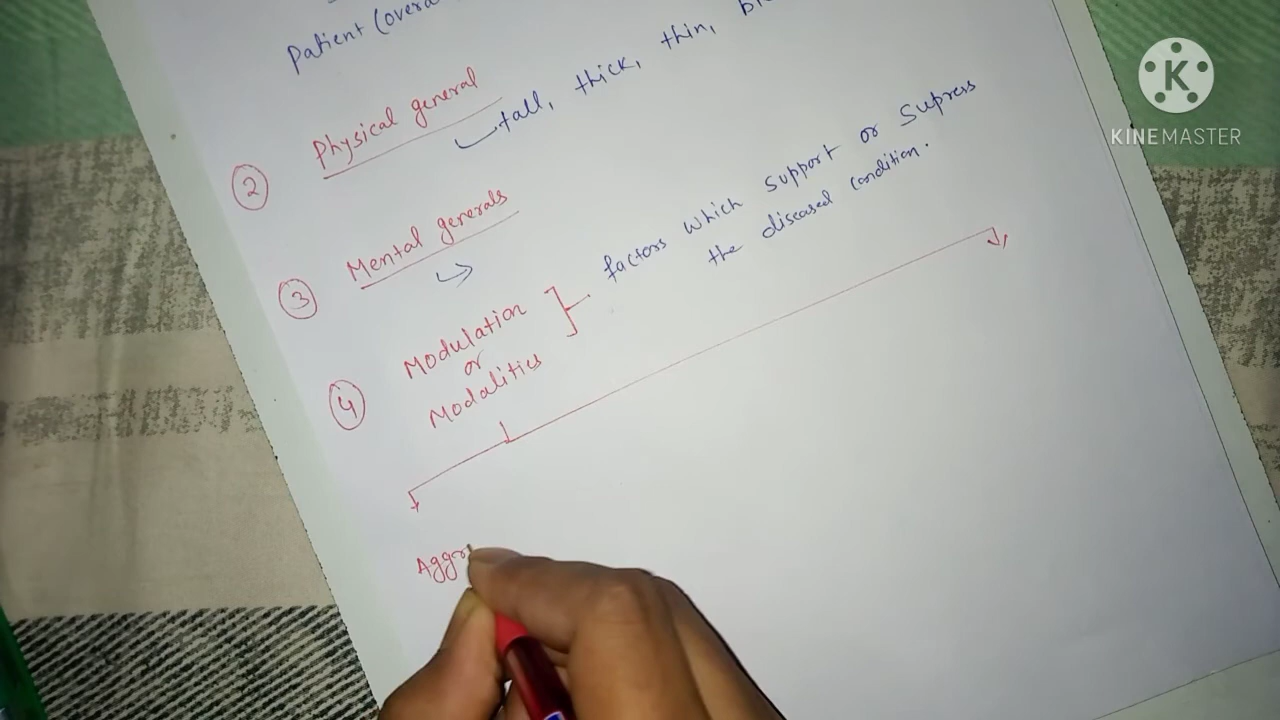 Patient (overa
② Physical general
tall, thick, thin,
③ Mental generals
④ Modulation
or
Modalities
factors which support or Supress
the diseased condition.
Aggr
KINEMASTER